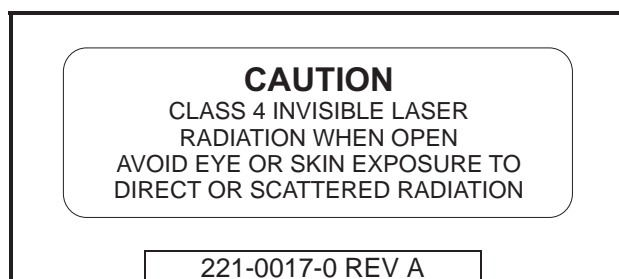 CAUTION
CLASS 4 INVISIBLE LASER
RADIATION WHEN OPEN
AVOID EYE OR SKIN EXPOSURE TO
DIRECT OR SCATTERED RADIATION
221-0017-0 REV A